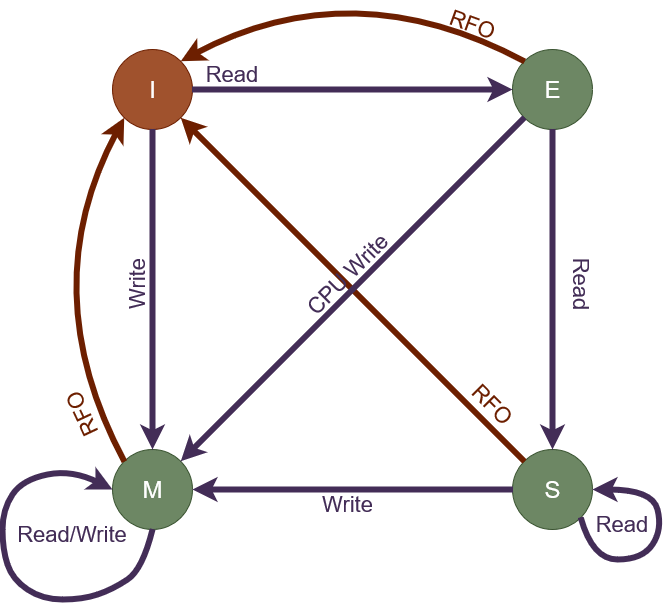 RFO
I
Read
E
Write
CPU Write
Read
RFO
RFO
M
Write
S
Read/Write
Read